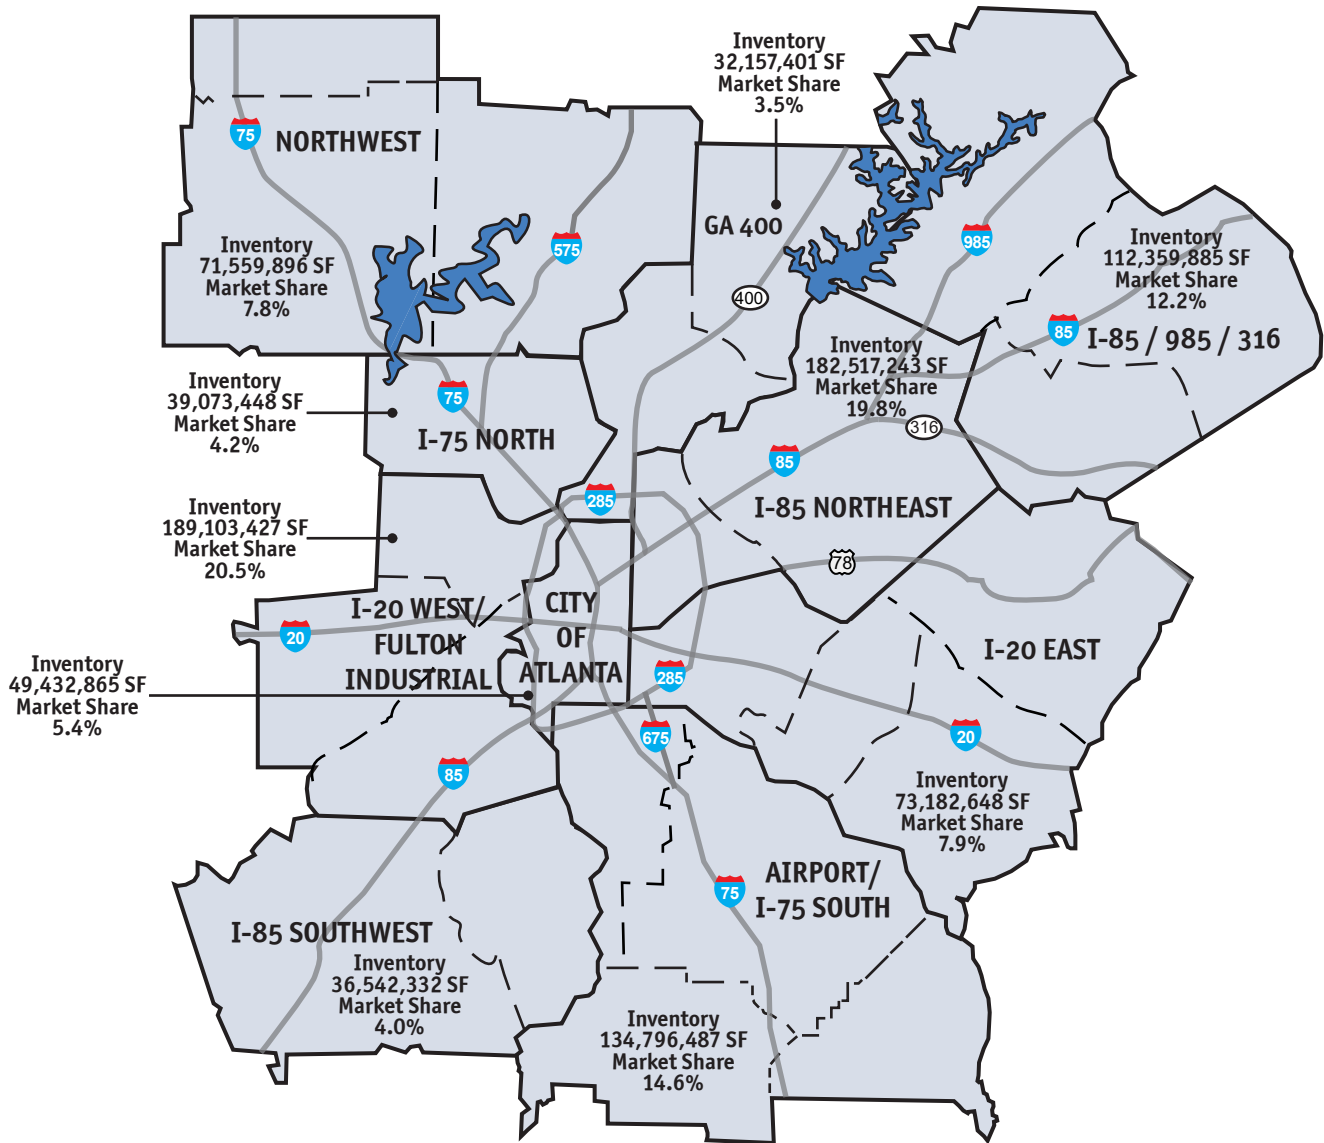 Inventory
32,157,401 SF
Market Share
3.5%
75
NORTHWEST
GA 400
575
985
Inventory
71,559,896 SF
Market Share
7.8%
Inventory
112,359,885 SF
Market Share
12.2%
400
85
I-85 / 985 / 316
Inventory
182,517,243 SF
Market Share
19.8%
Inventory
39,073,448 SF
Market Share
4.2%
75
I-75 NORTH
316
85
285
I-85 NORTHEAST
Inventory
189,103,427 SF
Market Share
20.5%
78
I-20 WEST/
FULTON
INDUSTRIAL
20
CITY
OF
ATLANTA
I-20 EAST
285
Inventory
49,432,865 SF
Market Share
5.4%
675
20
85
Inventory
73,182,648 SF
Market Share
7.9%
75
AIRPORT/
I-75 SOUTH
I-85 SOUTHWEST
Inventory
36,542,332 SF
Market Share
4.0%
Inventory
134,796,487 SF
Market Share
14.6%